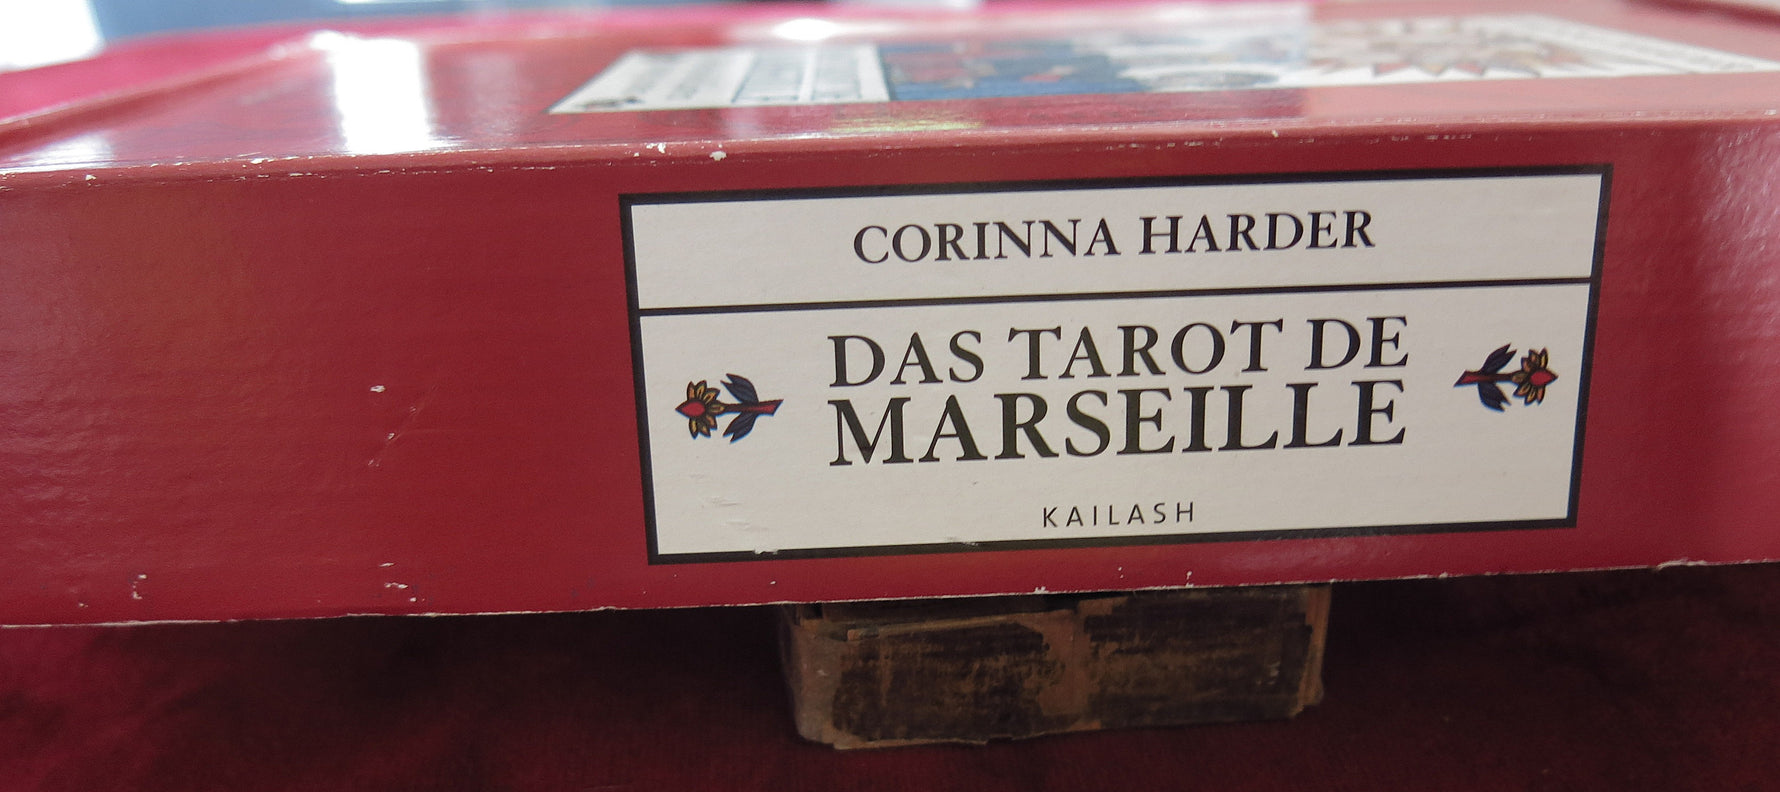 CORINNA HARDER
DAS TAROT DE
MARSEILLE
KAILASH